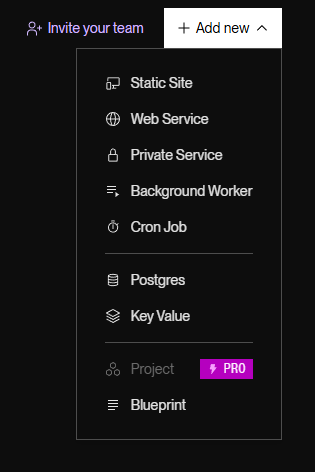 Invite your team
+ Add new
Static Site
Web Service
Private Service
Background Worker
Cron Job
Postgres
Key Value
Project PRO
Blueprint